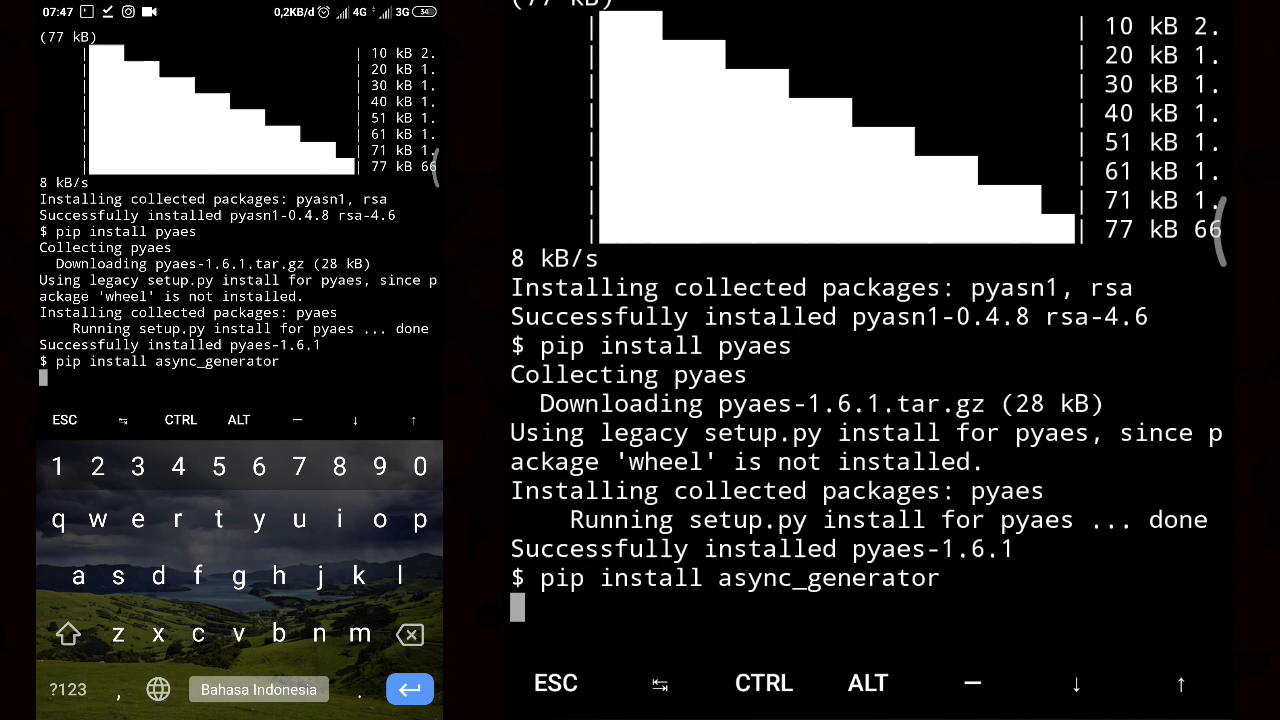 07:47 0,2KB/d 4G 3G 34
(77 kB)
| | 10 kB 2.
| | 20 kB 1.
| | 30 kB 1.
| | 40 kB 1.
| | 51 kB 1.
| | 61 kB 1.
| | 71 kB 1.
| | 77 kB 66
8 kB/s
Installing collected packages: pyasn1, rsa
Successfully installed pyasn1-0.4.8 rsa-4.6
$ pip install pyaes
Collecting pyaes
Downloading pyaes-1.6.1.tar.gz (28 kB)
Using legacy setup.py install for pyaes, since p
ackage 'wheel' is not installed.
Installing collected packages: pyaes
Running setup.py install for pyaes ... done
Successfully installed pyaes-1.6.1
$ pip install async_generator
ESC ↹ CTRL ALT — ↓ ↑
1 2 3 4 5 6 7 8 9 0
q w e r t y u i o p
a s d f g h j k l
z x c v b n m
?123 , Bahasa Indonesia .
(77 kB)
| | 10 kB 2.
| | 20 kB 1.
| | 30 kB 1.
| | 40 kB 1.
| | 51 kB 1.
| | 61 kB 1.
| | 71 kB 1.
| | 77 kB 66
8 kB/s
Installing collected packages: pyasn1, rsa
Successfully installed pyasn1-0.4.8 rsa-4.6
$ pip install pyaes
Collecting pyaes
Downloading pyaes-1.6.1.tar.gz (28 kB)
Using legacy setup.py install for pyaes, since p
ackage 'wheel' is not installed.
Installing collected packages: pyaes
Running setup.py install for pyaes ... done
Successfully installed pyaes-1.6.1
$ pip install async_generator
ESC ↹ CTRL ALT — ↓ ↑